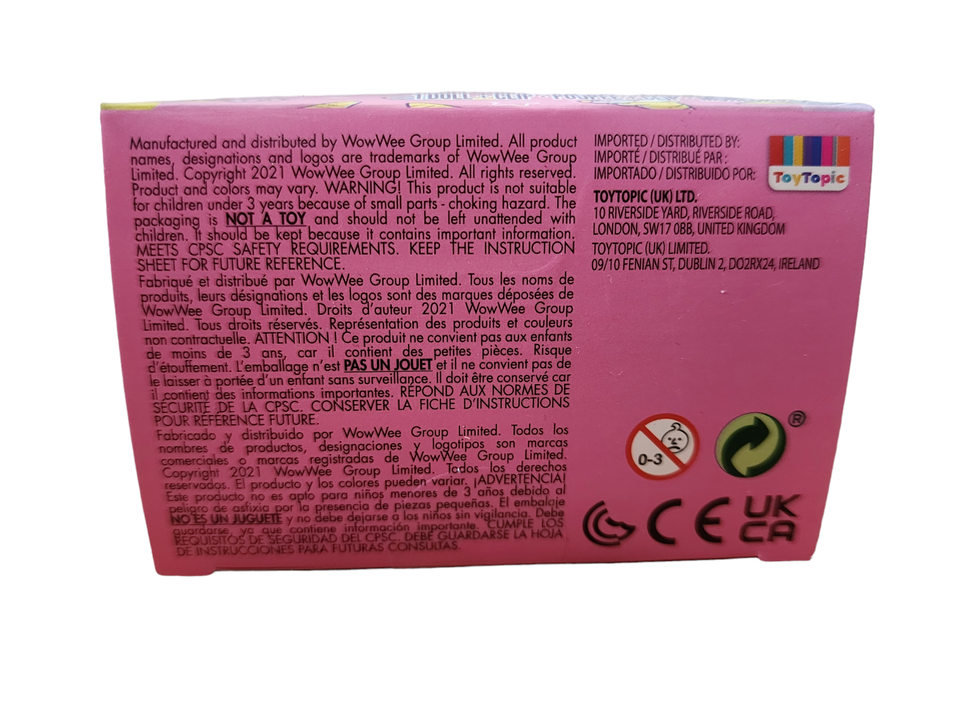 Manufactured and distributed by WowWee Group Limited. All product
names, designations and logos are trademarks of WowWee Group
Limited. Copyright 2021 WowWee Group Limited. All rights reserved.
Product and colors may vary. WARNING! This product is not suitable
for children under 3 years because of small parts - choking hazard. The
packaging is NOT A TOY and should not be left unattended with
children. It should be kept because it contains important information.
MEETS CPSC SAFETY REQUIREMENTS. KEEP THE INSTRUCTION
SHEET FOR FUTURE REFERENCE.
Fabriqué et distribué par WowWee Group Limited. Tous les noms de
produits, leurs désignations et les logos sont des marques déposées de
WowWee Group Limited. Droits d'auteur 2021 WowWee Group
Limited. Tous droits réservés. Représentation des produits et couleurs
non contractuelle. ATTENTION ! Ce produit ne convient pas aux enfants
de moins de 3 ans, car il contient des petites pièces. Risque
d'étouffement. L'emballage n'est PAS UN JOUET et il ne convient pas de
le laisser à portée d'un enfant sans surveillance. Il doit être conservé car
il contient des informations importantes. RÉPOND AUX NORMES DE
SÉCURITÉ DE LA CPSC. CONSERVER LA FICHE D'INSTRUCTIONS
POUR RÉFÉRENCE FUTURE.
Fabricado y distribuido por WowWee Group Limited. Todos los
nombres de productos, designaciones y logotipos son marcas
comerciales o marcas registradas de WowWee Group Limited.
Copyright 2021 WowWee Group Limited. Todos los derechos
reservados. El producto y los colores pueden variar. ¡ADVERTENCIA!
Este producto no es apto para niños menores de 3 años debido al
peligro de asfixia por la presencia de piezas pequeñas. El embalaje
NO ES UN JUGUETE y no debe dejarse a los niños sin vigilancia. Debe
guardarse, ya que contiene información importante. CUMPLE LOS
REQUISITOS DE SEGURIDAD DEL CPSC. DEBE GUARDARSE LA HOJA
DE INSTRUCCIONES PARA FUTURAS CONSULTAS.
IMPORTED / DISTRIBUTED BY:
IMPORTÉ / DISTRIBUÉ PAR :
IMPORTADO / DISTRIBUIDO POR:
ToyTopic
TOYTOPIC (UK) LTD.
10 RIVERSIDE YARD, RIVERSIDE ROAD,
LONDON, SW17 0BB, UNITED KINGDOM
TOYTOPIC (UK) LIMITED.
09/10 FENIAN ST, DUBLIN 2, DO2RX24, IRELAND
0-3
®
CE
UK
CA